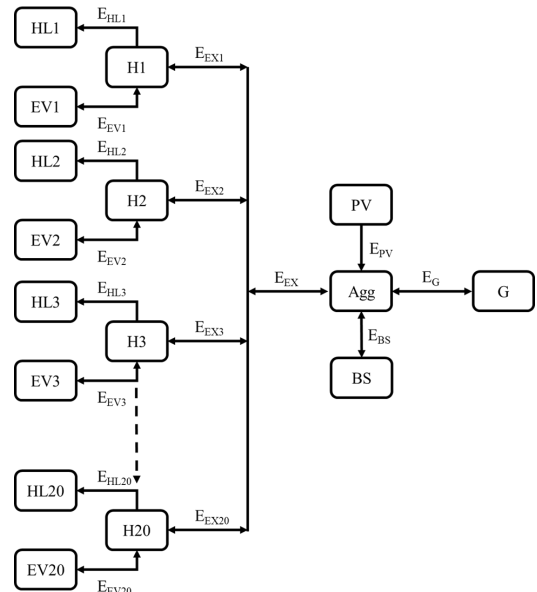 HL1
E_HL1
H1
E_EX1
EV1
E_EV1
HL2
E_HL2
H2
E_EX2
EV2
E_EV2
HL3
E_HL3
H3
E_EX3
EV3
E_EV3
HL20
E_HL20
H20
E_EX20
EV20
E_EV20
E_EX
PV
E_PV
Agg
E_G
G
E_BS
BS